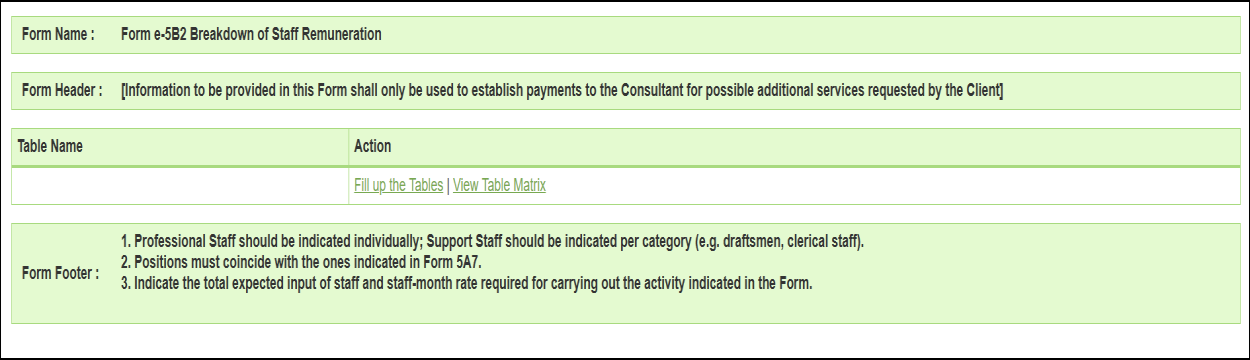 Form Name : Form e-5B2 Breakdown of Staff Remuneration
Form Header : [Information to be provided in this Form shall only be used to establish payments to the Consultant for possible additional services requested by the Client]
Table Name Action
Fill up the Tables | View Table Matrix
1. Professional Staff should be indicated individually; Support Staff should be indicated per category (e.g. draftsmen, clerical staff).
2. Positions must coincide with the ones indicated in Form 5A7.
Form Footer :
3. Indicate the total expected input of staff and staff-month rate required for carrying out the activity indicated in the Form.